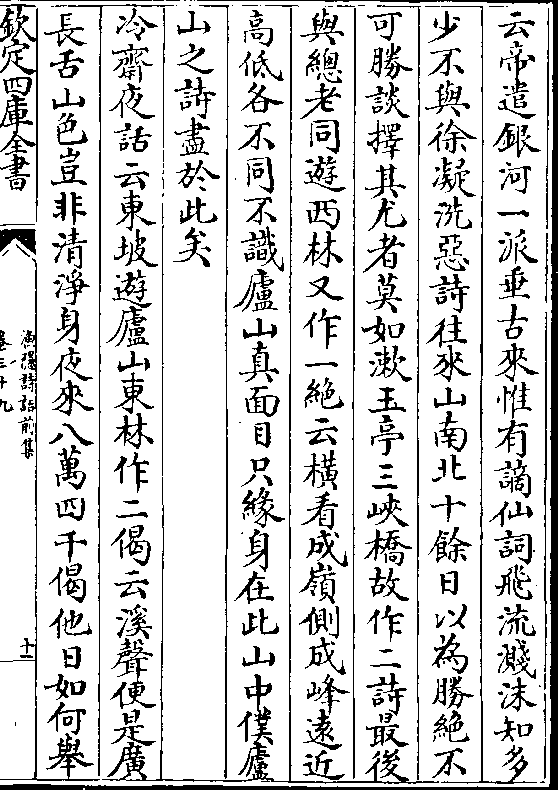 云帝遣銀河一派垂古來惟有謫仙詞飛流濺沫知多
少不與徐凝洗惡詩往來山南北十餘日以為勝絕不
可勝談擇其尤者莫如漱玉亭三峽橋故作二詩最後
與總老同遊西林又作一絕云橫看成嶺側成峰遠近
高低各不同不識廬山真面目只緣身在此山中僕廬
山之詩盡於此矣
冷齋夜話云東坡遊廬山東林作二偈云溪聲便是廣
長舌山色豈非清淨身夜來八萬四千偈他日如何舉
欽定四庫全書
漁隱詩話前集
卷三十九
十一